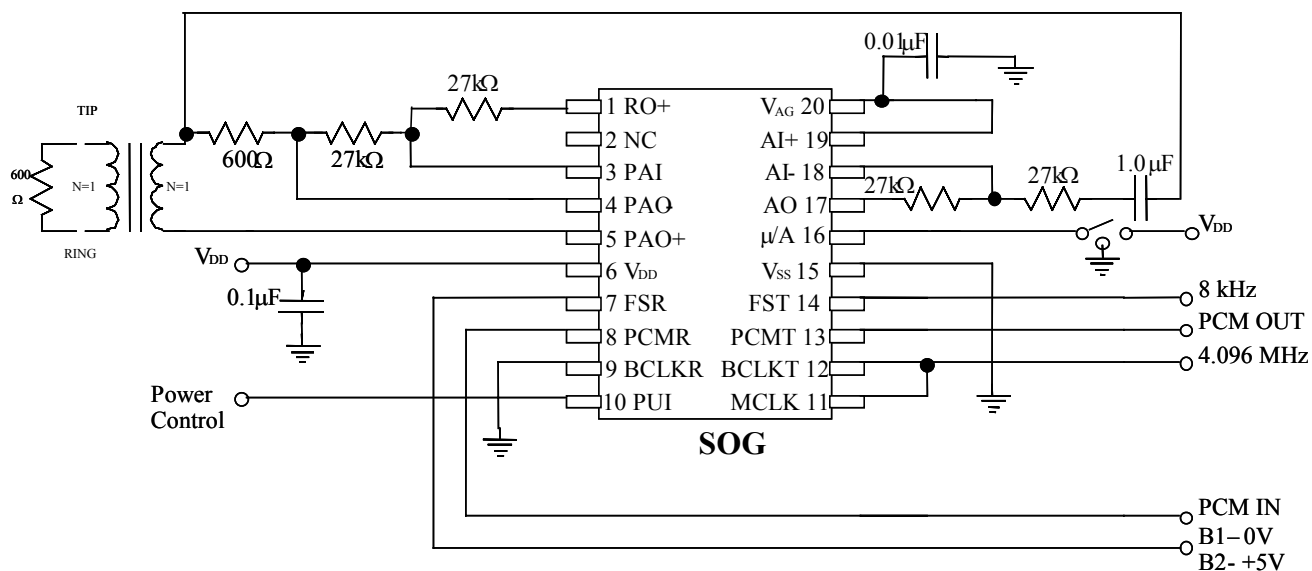 0.01µF
27kΩ
TIP
600Ω
27kΩ
600
Ω
N=1
N=1
RING
1 RO+
2 NC
3 PAI
4 PAO-
5 PAO+
6 VDD
7 FSR
8 PCMR
9 BCLKR
10 PUI
VAG 20
AI+ 19
AI- 18
AO 17
µ/A 16
VSS 15
FST 14
PCMT 13
BCLKT 12
MCLK 11
SOG
27kΩ
27kΩ
1.0µF
VDD
VDD
0.1µF
8 kHz
PCM OUT
4.096 MHz
Power
Control
PCM IN
B1– 0V
B2- +5V